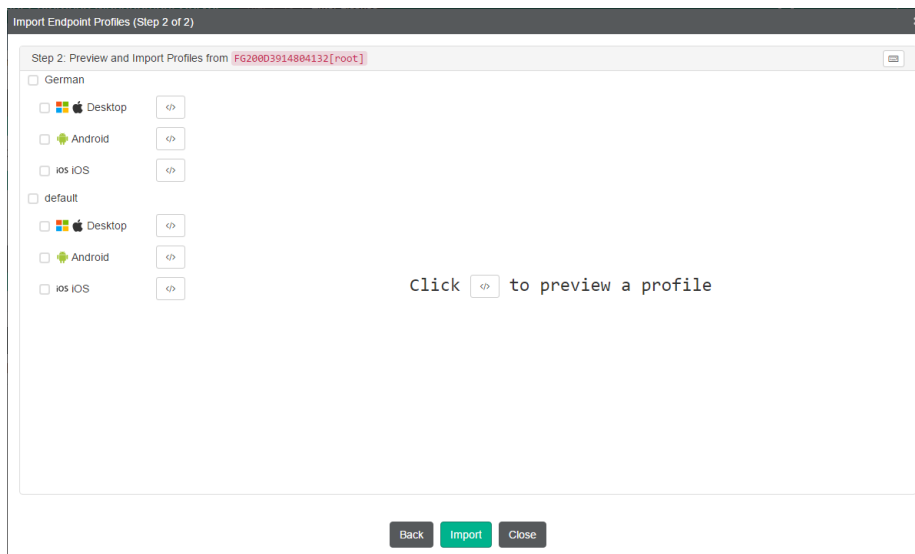 Import Endpoint Profiles (Step 2 of 2)
Step 2: Preview and Import Profiles from FG200D3914804132[root]
German
Desktop </>
Android </>
iOS iOS </>
default
Desktop </>
Android </>
iOS iOS </>
Click </> to preview a profile
Back Import Close